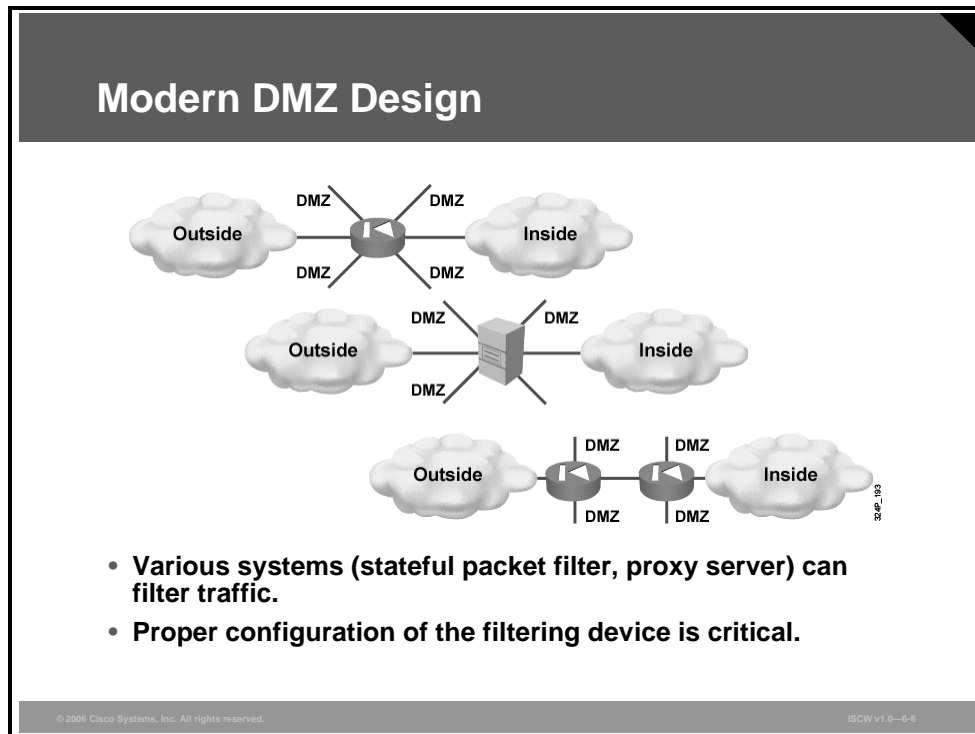 Modern DMZ Design
DMZ DMZ
Outside Inside
DMZ DMZ
DMZ DMZ
Outside Inside
DMZ
DMZ DMZ
Outside Inside
DMZ DMZ
324P_193
• Various systems (stateful packet filter, proxy server) can
filter traffic.
• Proper configuration of the filtering device is critical.
© 2006 Cisco Systems, Inc. All rights reserved. ISCW v1.0—6-6